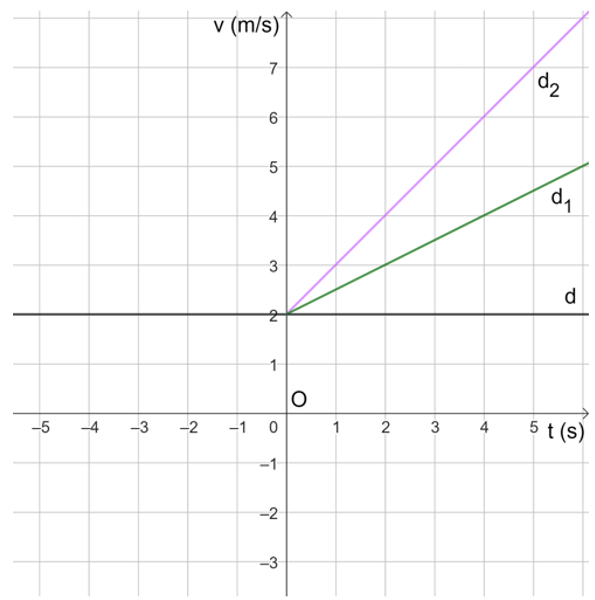 v (m/s)
7
d₂
6
5
d₁
4
3
d
2
1
O
–5 –4 –3 –2 –1 0 1 2 3 4 5 t (s)
–1
–2
–3